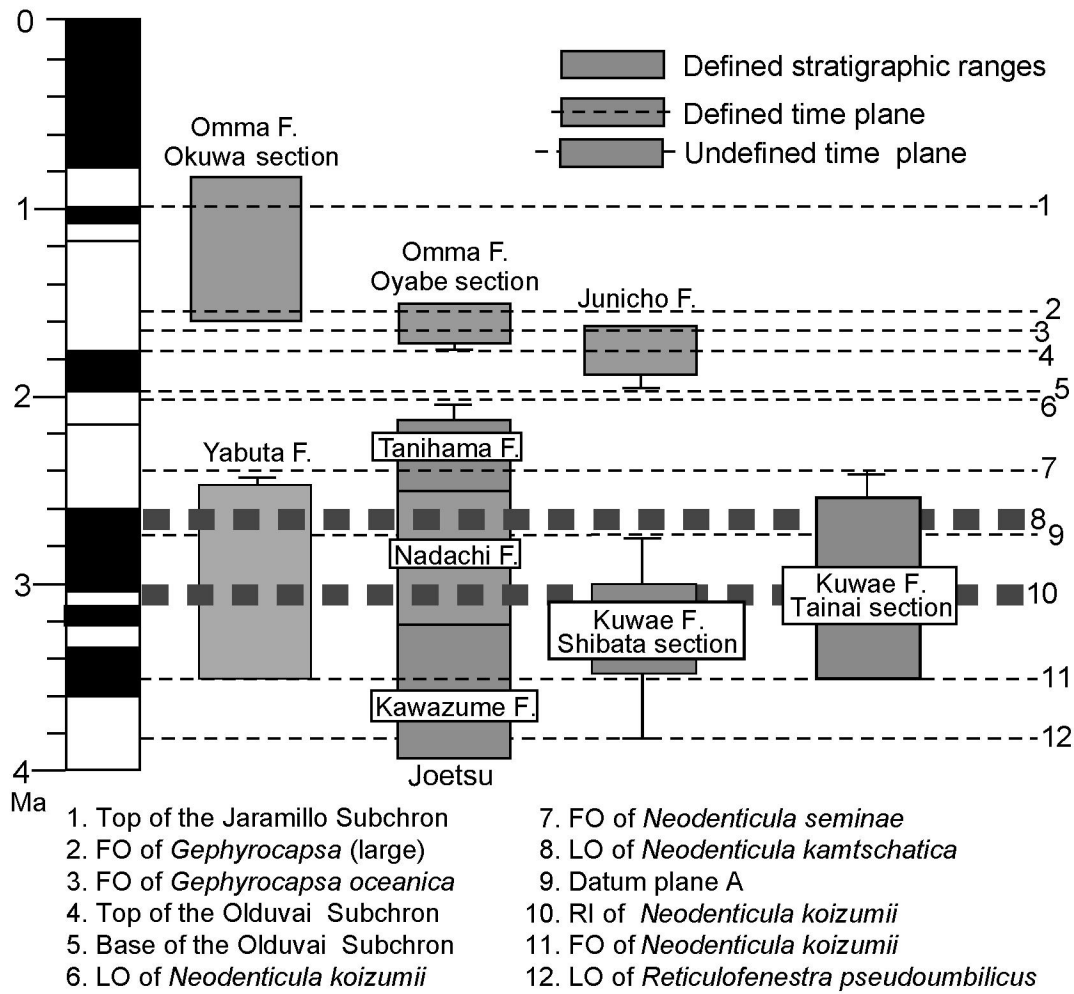 0
Defined stratigraphic ranges
Defined time plane
Undefined time plane
Omma F.
Okuwa section
1
1
Omma F.
Oyabe section
Junicho F.
2
3
4
2
5
6
Yabuta F.
Tanihama F.
7
8
Nadachi F.
9
3
Kuwae F.
Tainai section
10
Kuwae F.
Shibata section
11
Kawazume F.
12
4
Joetsu
Ma
1. Top of the Jaramillo Subchron
2. FO of Gephyrocapsa (large)
3. FO of Gephyrocapsa oceanica
4. Top of the Olduvai Subchron
5. Base of the Olduvai Subchron
6. LO of Neodenticula koizumii
7. FO of Neodenticula seminae
8. LO of Neodenticula kamtschatica
9. Datum plane A
10. RI of Neodenticula koizumii
11. FO of Neodenticula koizumii
12. LO of Reticulofenestra pseudoumbilicus